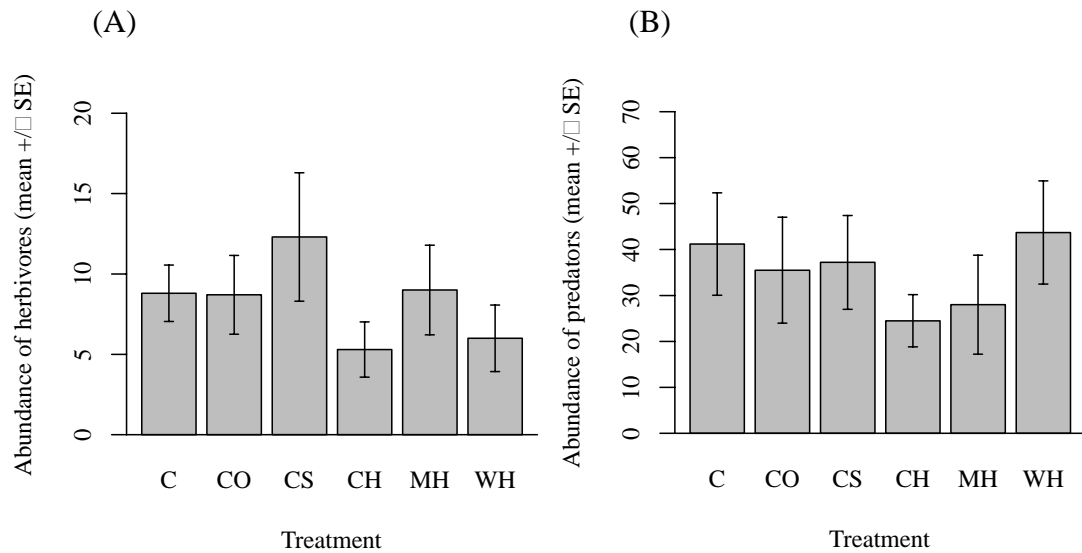 (A)
Abundance of herbivores (mean +/□ SE)
20
15
10
5
0
C CO CS CH MH WH
Treatment
(B)
Abundance of predators (mean +/□ SE)
70
60
50
40
30
20
10
0
C CO CS CH MH WH
Treatment